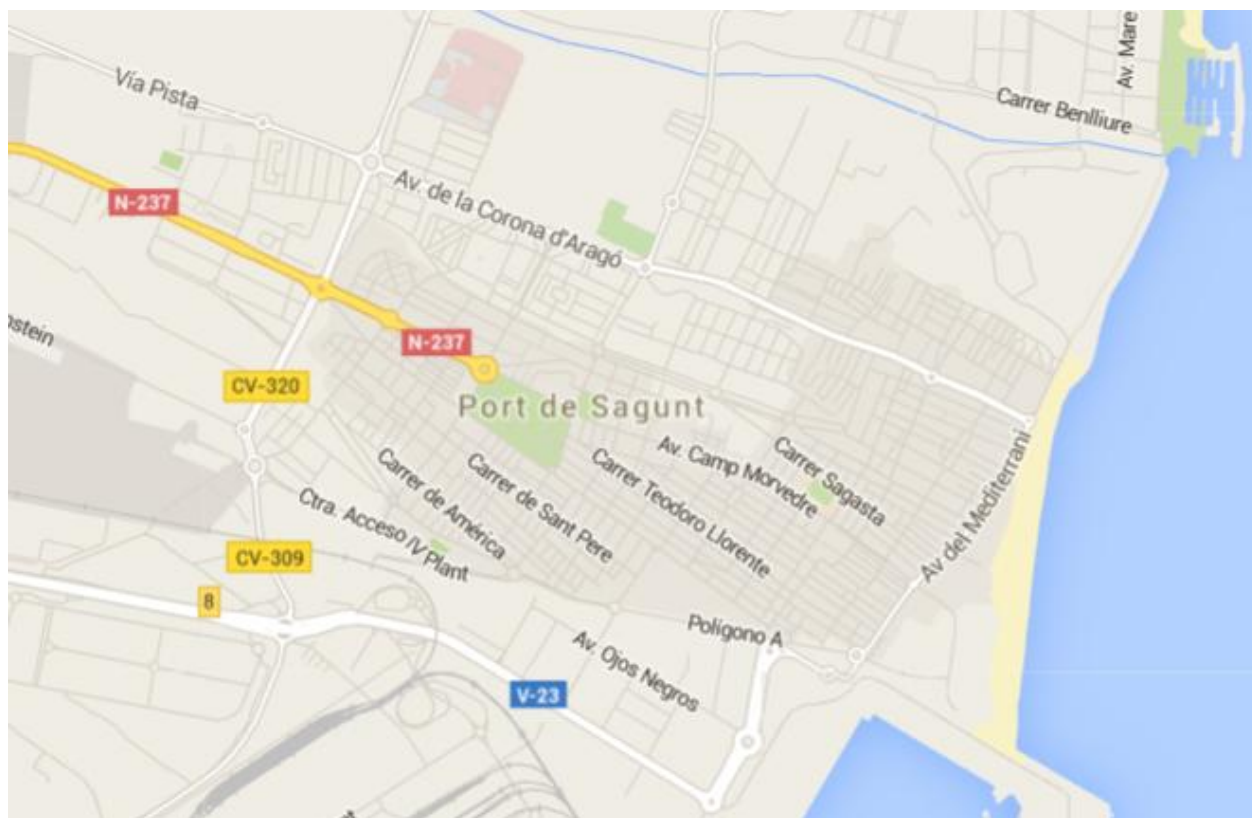 Av. Mare
Vía Pista
Carrer Benlliure
N-237
Av. de la Corona d'Aragó
N-237
CV-320
Port de Sagunt
Av. Camp Morvedre
Carrer Sagasta
Carrer de América
Carrer de Sant Pere
Carrer Teodoro Llorente
Av del Mediterrani
Ctra. Acceso IV Plant
CV-309
8
Polígono A
Av. Ojos Negros
V-23